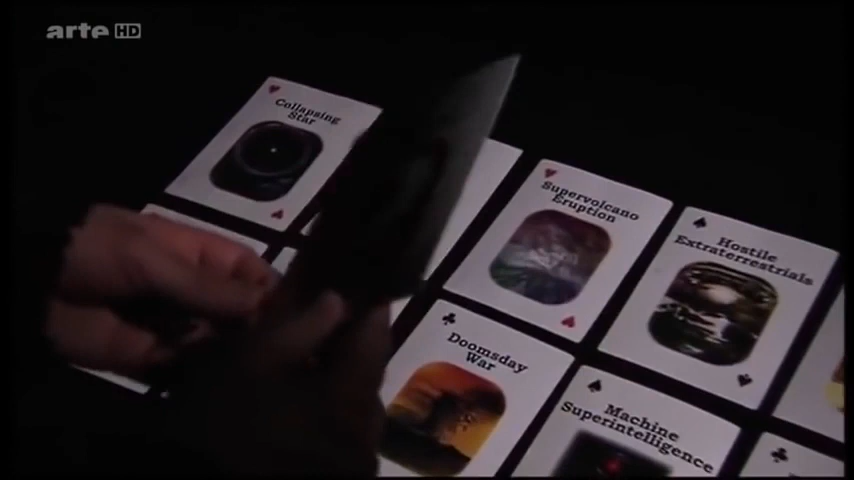 arte HD
Collapsing
Star
Supervolcano
Eruption
Hostile
Extraterrestrials
Doomsday
War
Machine
Superintelligence